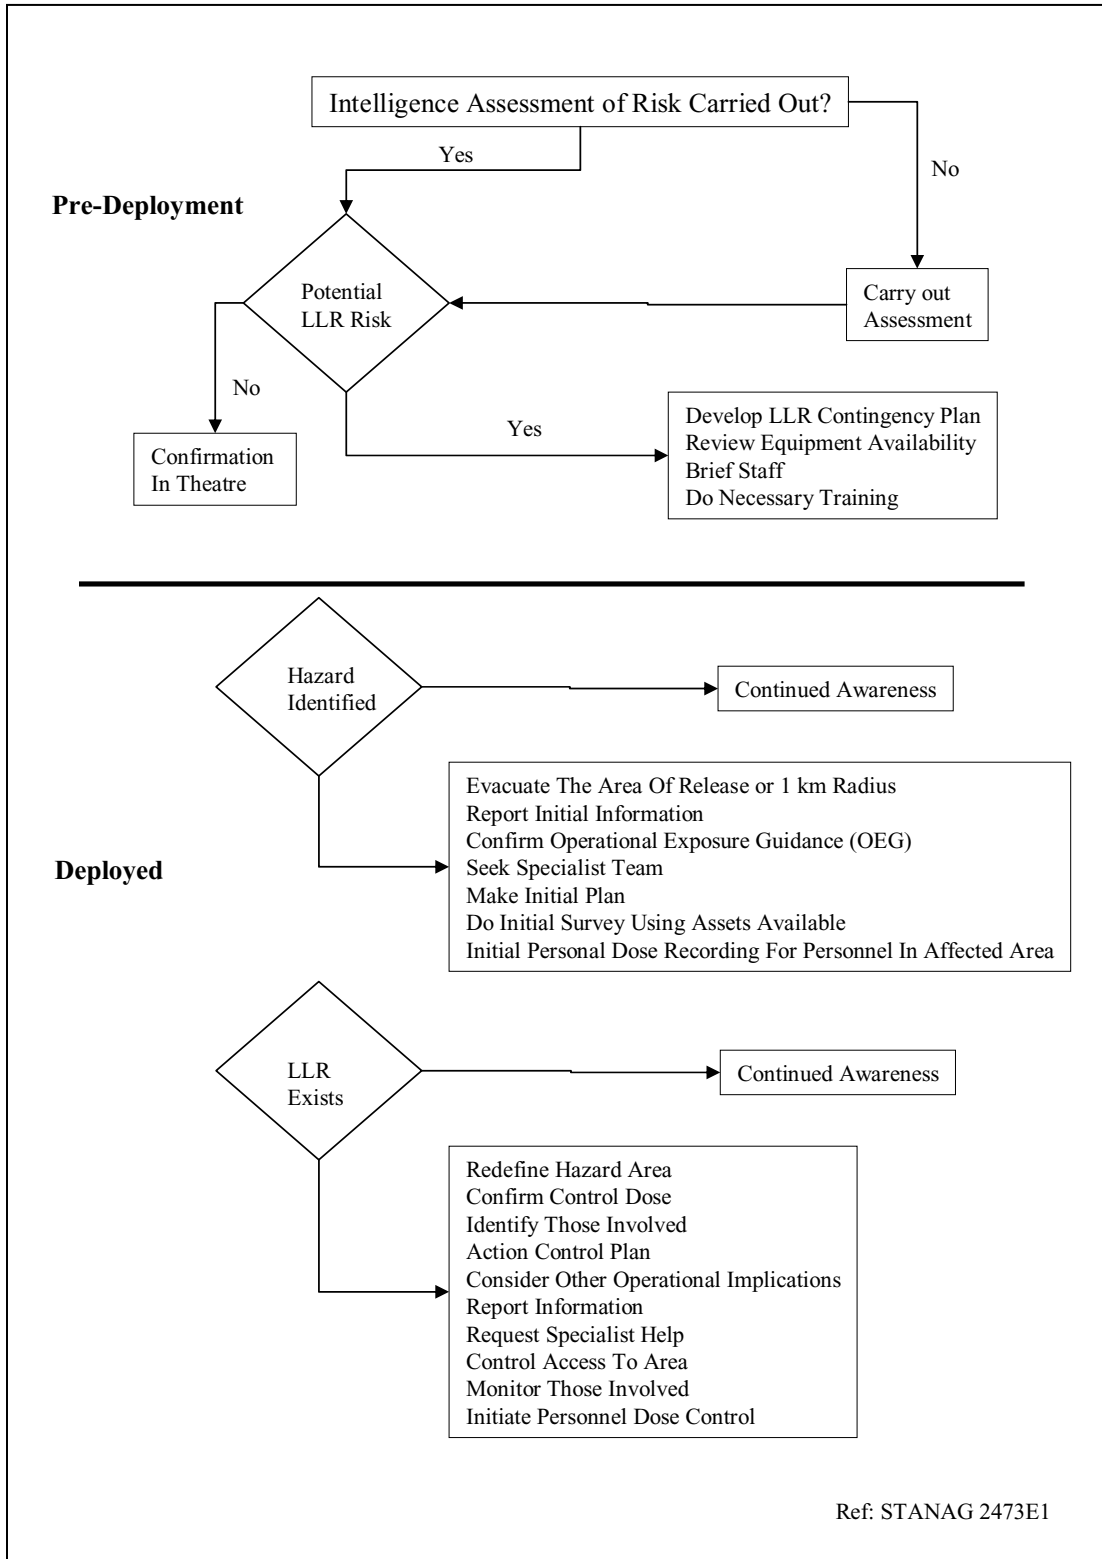 Intelligence Assessment of Risk Carried Out?
Yes
No
Pre-Deployment
Potential
LLR Risk
Carry out
Assessment
No
Yes
Confirmation
In Theatre
Develop LLR Contingency Plan
Review Equipment Availability
Brief Staff
Do Necessary Training
Hazard
Identified
Continued Awareness
Deployed
Evacuate The Area Of Release or 1 km Radius
Report Initial Information
Confirm Operational Exposure Guidance (OEG)
Seek Specialist Team
Make Initial Plan
Do Initial Survey Using Assets Available
Initial Personal Dose Recording For Personnel In Affected Area
LLR
Exists
Continued Awareness
Redefine Hazard Area
Confirm Control Dose
Identify Those Involved
Action Control Plan
Consider Other Operational Implications
Report Information
Request Specialist Help
Control Access To Area
Monitor Those Involved
Initiate Personnel Dose Control
Ref: STANAG 2473E1